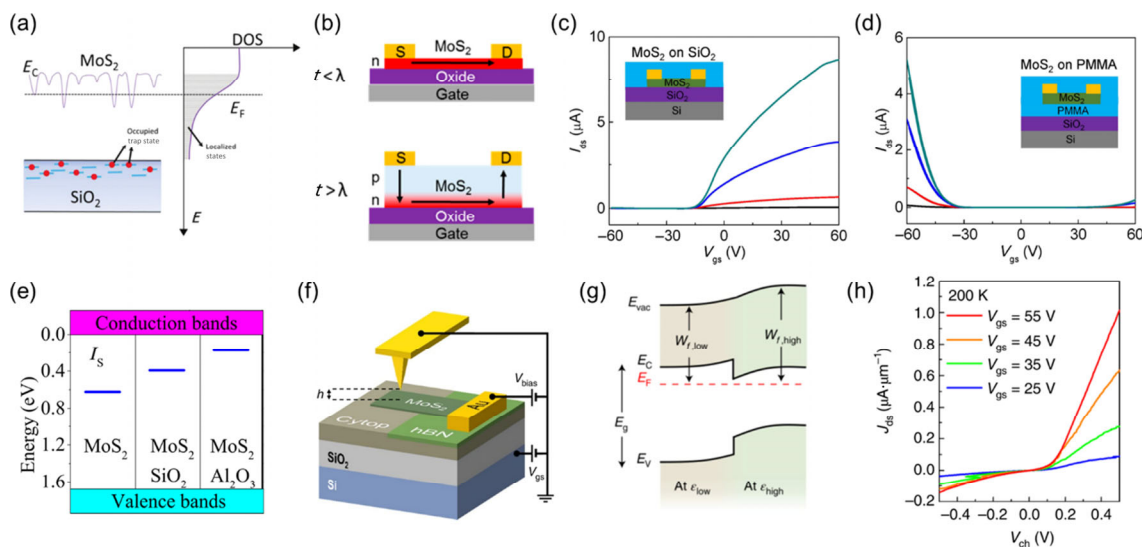 (a)
DOS
MoS2
EC
EF
Occupied
trap state
Localized
states
SiO2
E
(b)
S
MoS2
D
n
t < λ
Oxide
Gate
S
D
p
t > λ
MoS2
n
Oxide
Gate
(c)
10
5
0
Ids (μA)
MoS2 on SiO2
MoS2
SiO2
Si
−60
−30
0
30
60
Vgs (V)
(d)
6
4
2
0
Ids (μA)
MoS2 on PMMA
MoS2
PMMA
SiO2
Si
−60
−30
0
30
60
Vgs (V)
(e)
Conduction bands
0.0
0.4
0.8
1.2
1.6
Energy (eV)
IS
MoS2
MoS2
MoS2
SiO2
Al2O3
Valence bands
(f)
h
MoS2
Au
Cytop
hBN
SiO2
Si
Vbias
Vgs
(g)
Evac
Wf,low
Wf,high
EC
EF
Eg
EV
At εlow
At εhigh
(h)
1.2
1.0
0.8
0.6
0.4
0.2
0.0
−0.2
Jds (μA·μm−1)
200 K
Vgs = 55 V
Vgs = 45 V
Vgs = 35 V
Vgs = 25 V
−0.4
−0.2
0.0
0.2
0.4
Vch (V)